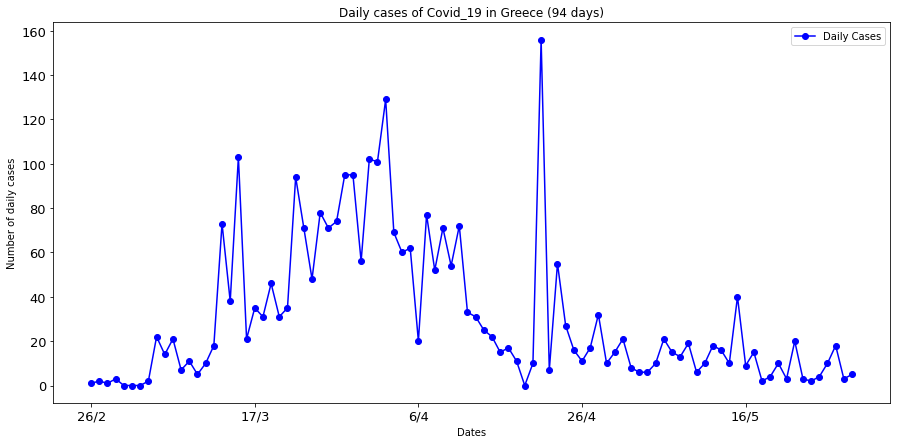 Daily cases of Covid_19 in Greece (94 days)
Daily Cases
Number of daily cases
160
140
120
100
80
60
40
20
0
26/2 17/3 6/4 26/4 16/5
Dates